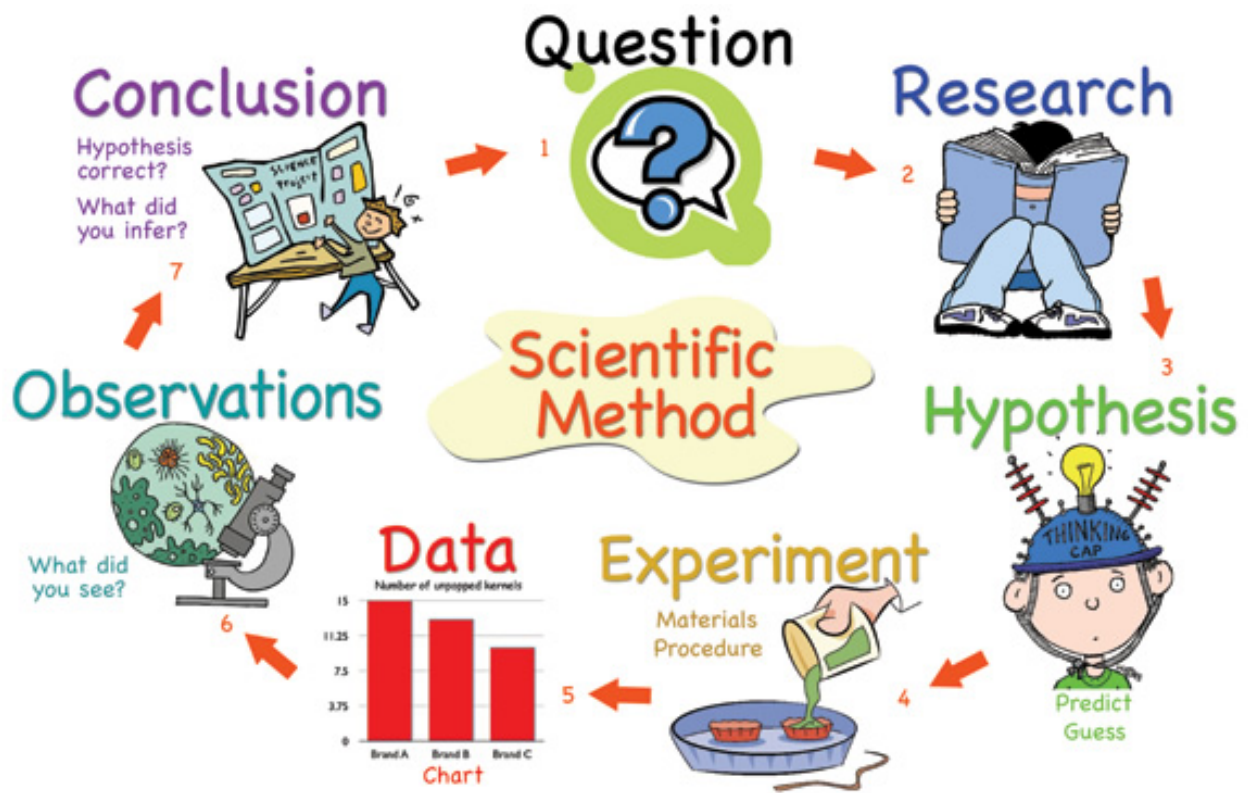 Question
1
Research
2
3
Hypothesis
THINKING
CAP
Predict
Guess
4
Experiment
Materials
Procedure
5
Data
Number of unpopped kernels
15
11.25
7.5
3.75
0
Brand A Brand B Brand C
Chart
6
Observations
What did
you see?
7
Conclusion
Hypothesis
correct?
What did
you infer?
SCIENCE
PROJECT
Scientific
Method